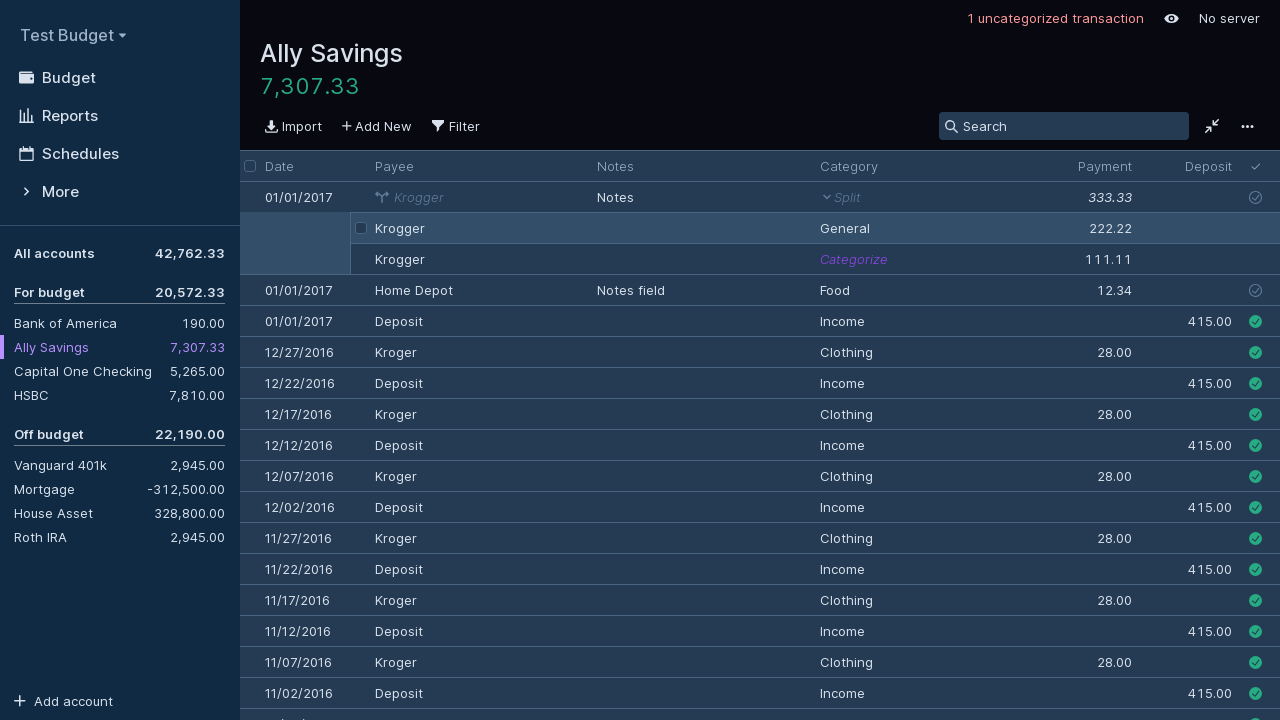 1 uncategorized transaction No server
Test Budget
Budget
Reports
Schedules
More
All accounts 42,762.33
For budget 20,572.33
Bank of America 190.00
Ally Savings 7,307.33
Capital One Checking 5,265.00
HSBC 7,810.00
Off budget 22,190.00
Vanguard 401k 2,945.00
Mortgage -312,500.00
House Asset 328,800.00
Roth IRA 2,945.00
Add account
Ally Savings
7,307.33
Import Add New Filter Search
Date Payee Notes Category Payment Deposit
01/01/2017 Krogger Notes Split 333.33
Krogger General 222.22
Krogger Categorize 111.11
01/01/2017 Home Depot Notes field Food 12.34
01/01/2017 Deposit Income 415.00
12/27/2016 Kroger Clothing 28.00
12/22/2016 Deposit Income 415.00
12/17/2016 Kroger Clothing 28.00
12/12/2016 Deposit Income 415.00
12/07/2016 Kroger Clothing 28.00
12/02/2016 Deposit Income 415.00
11/27/2016 Kroger Clothing 28.00
11/22/2016 Deposit Income 415.00
11/17/2016 Kroger Clothing 28.00
11/12/2016 Deposit Income 415.00
11/07/2016 Kroger Clothing 28.00
11/02/2016 Deposit Income 415.00